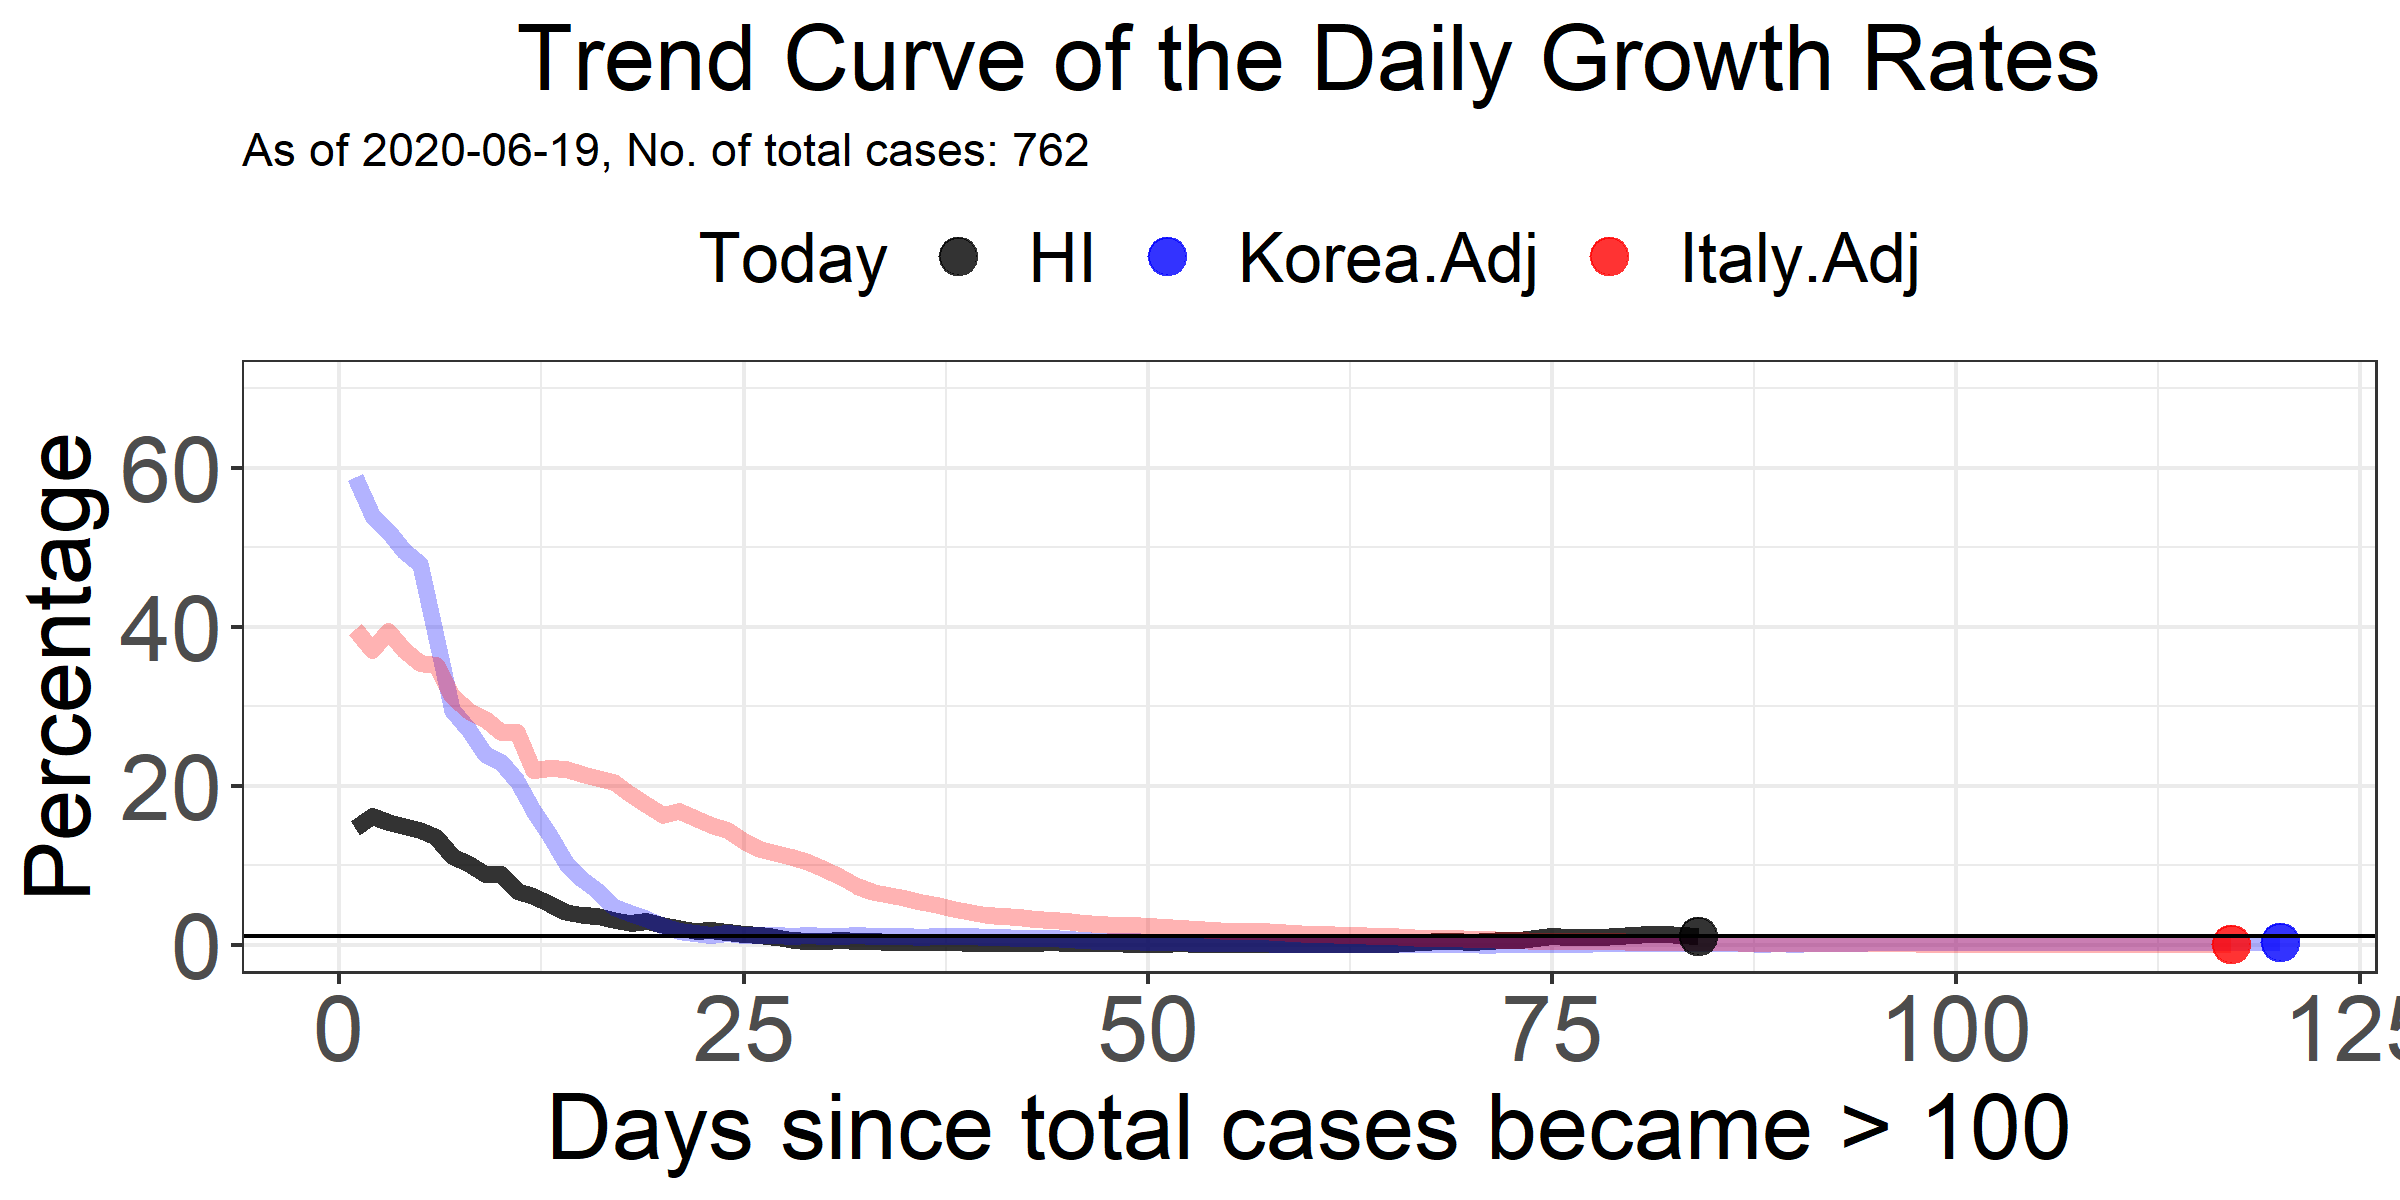 Trend Curve of the Daily Growth Rates
As of 2020-06-19, No. of total cases: 762
Today HI Korea.Adj Italy.Adj
Percentage
60
40
20
0
0 25 50 75 100 125
Days since total cases became > 100